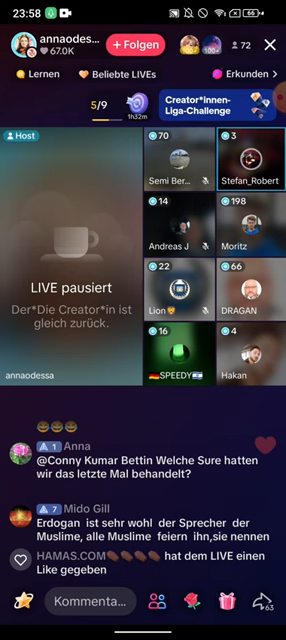 23:58
66
annaodes...
67.0K
+ Folgen
100+
100+
72
Lernen
Beliebte LIVEs
Erkunden >
5/9
1h32m
Creator*innen-
Liga-Challenge
Host
LIVE pausiert
Der*Die Creator*in ist
gleich zurück.
annaodessa
70
Semi Ber...
3
Stefan_Robert
14
Andreas J
198
Moritz
22
Lion🦁
66
DRAGAN
16
🇩🇪SPEEDY🇮🇱
4
Hakan
😄😄😄
1 Anna
@Conny Kumar Bettin Welche Sure hatten
wir das letzte Mal behandelt?
7 Mido Gill
Erdogan ist sehr wohl der Sprecher der
Muslime, alle Muslime feiern ihn,sie nennen
HAMAS.COM hat dem LIVE einen
Like gegeben
Kommenta...
63